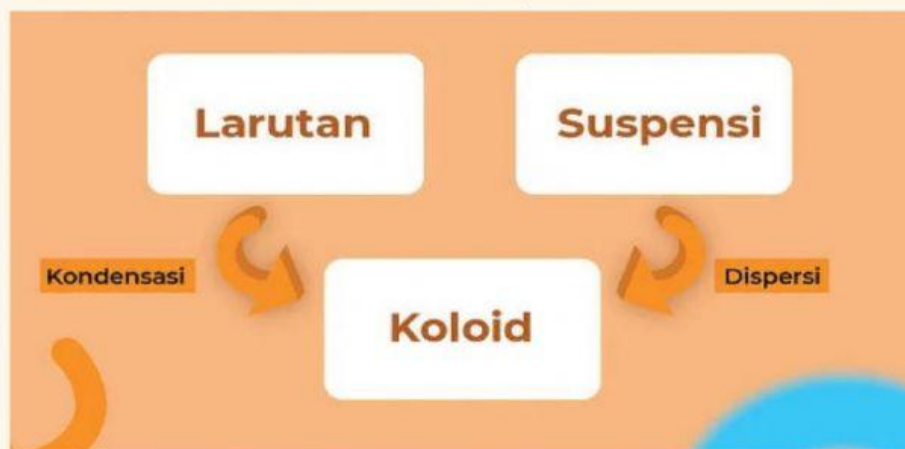 Larutan
Suspensi
Kondensasi
Dispersi
Koloid